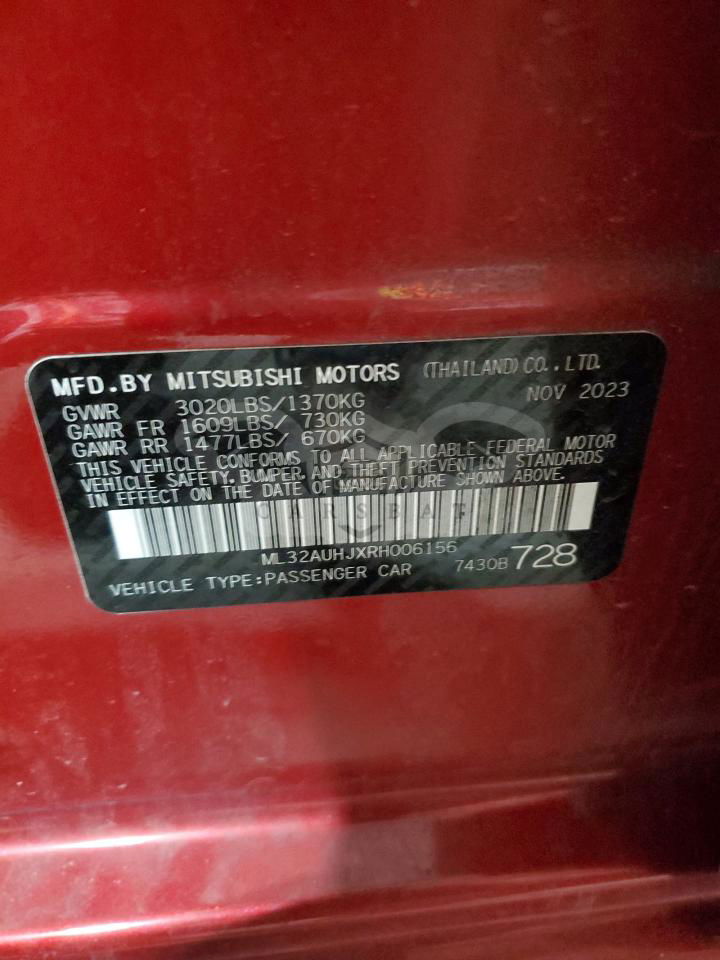 MFD.BY MITSUBISHI MOTORS (THAILAND) CO., LTD.
NOV 2023
GVWR 3020LBS/1370KG
GAWR FR 1609LBS/ 730KG
GAWR RR 1477LBS/ 670KG
THIS VEHICLE CONFORMS TO ALL APPLICABLE FEDERAL MOTOR
VEHICLE SAFETY, BUMPER, AND THEFT PREVENTION STANDARDS
IN EFFECT ON THE DATE OF MANUFACTURE SHOWN ABOVE.
CARSBAT
ML32AUHJXRH006156
VEHICLE TYPE:PASSENGER CAR 7430B 728